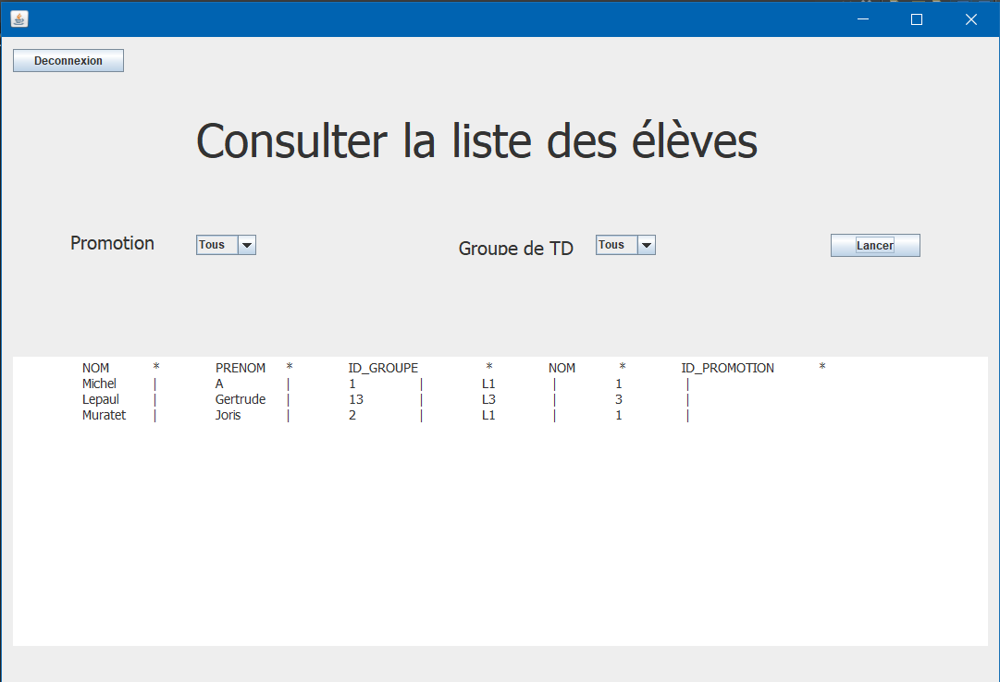 Deconnexion
Consulter la liste des élèves
Promotion Tous Groupe de TD Tous Lancer
NOM * PRENOM * ID_GROUPE * NOM * ID_PROMOTION *
Michel | A | 1 | L1 | 1 |
Lepaul | Gertrude | 13 | L3 | 3 |
Muratet | Joris | 2 | L1 | 1 |